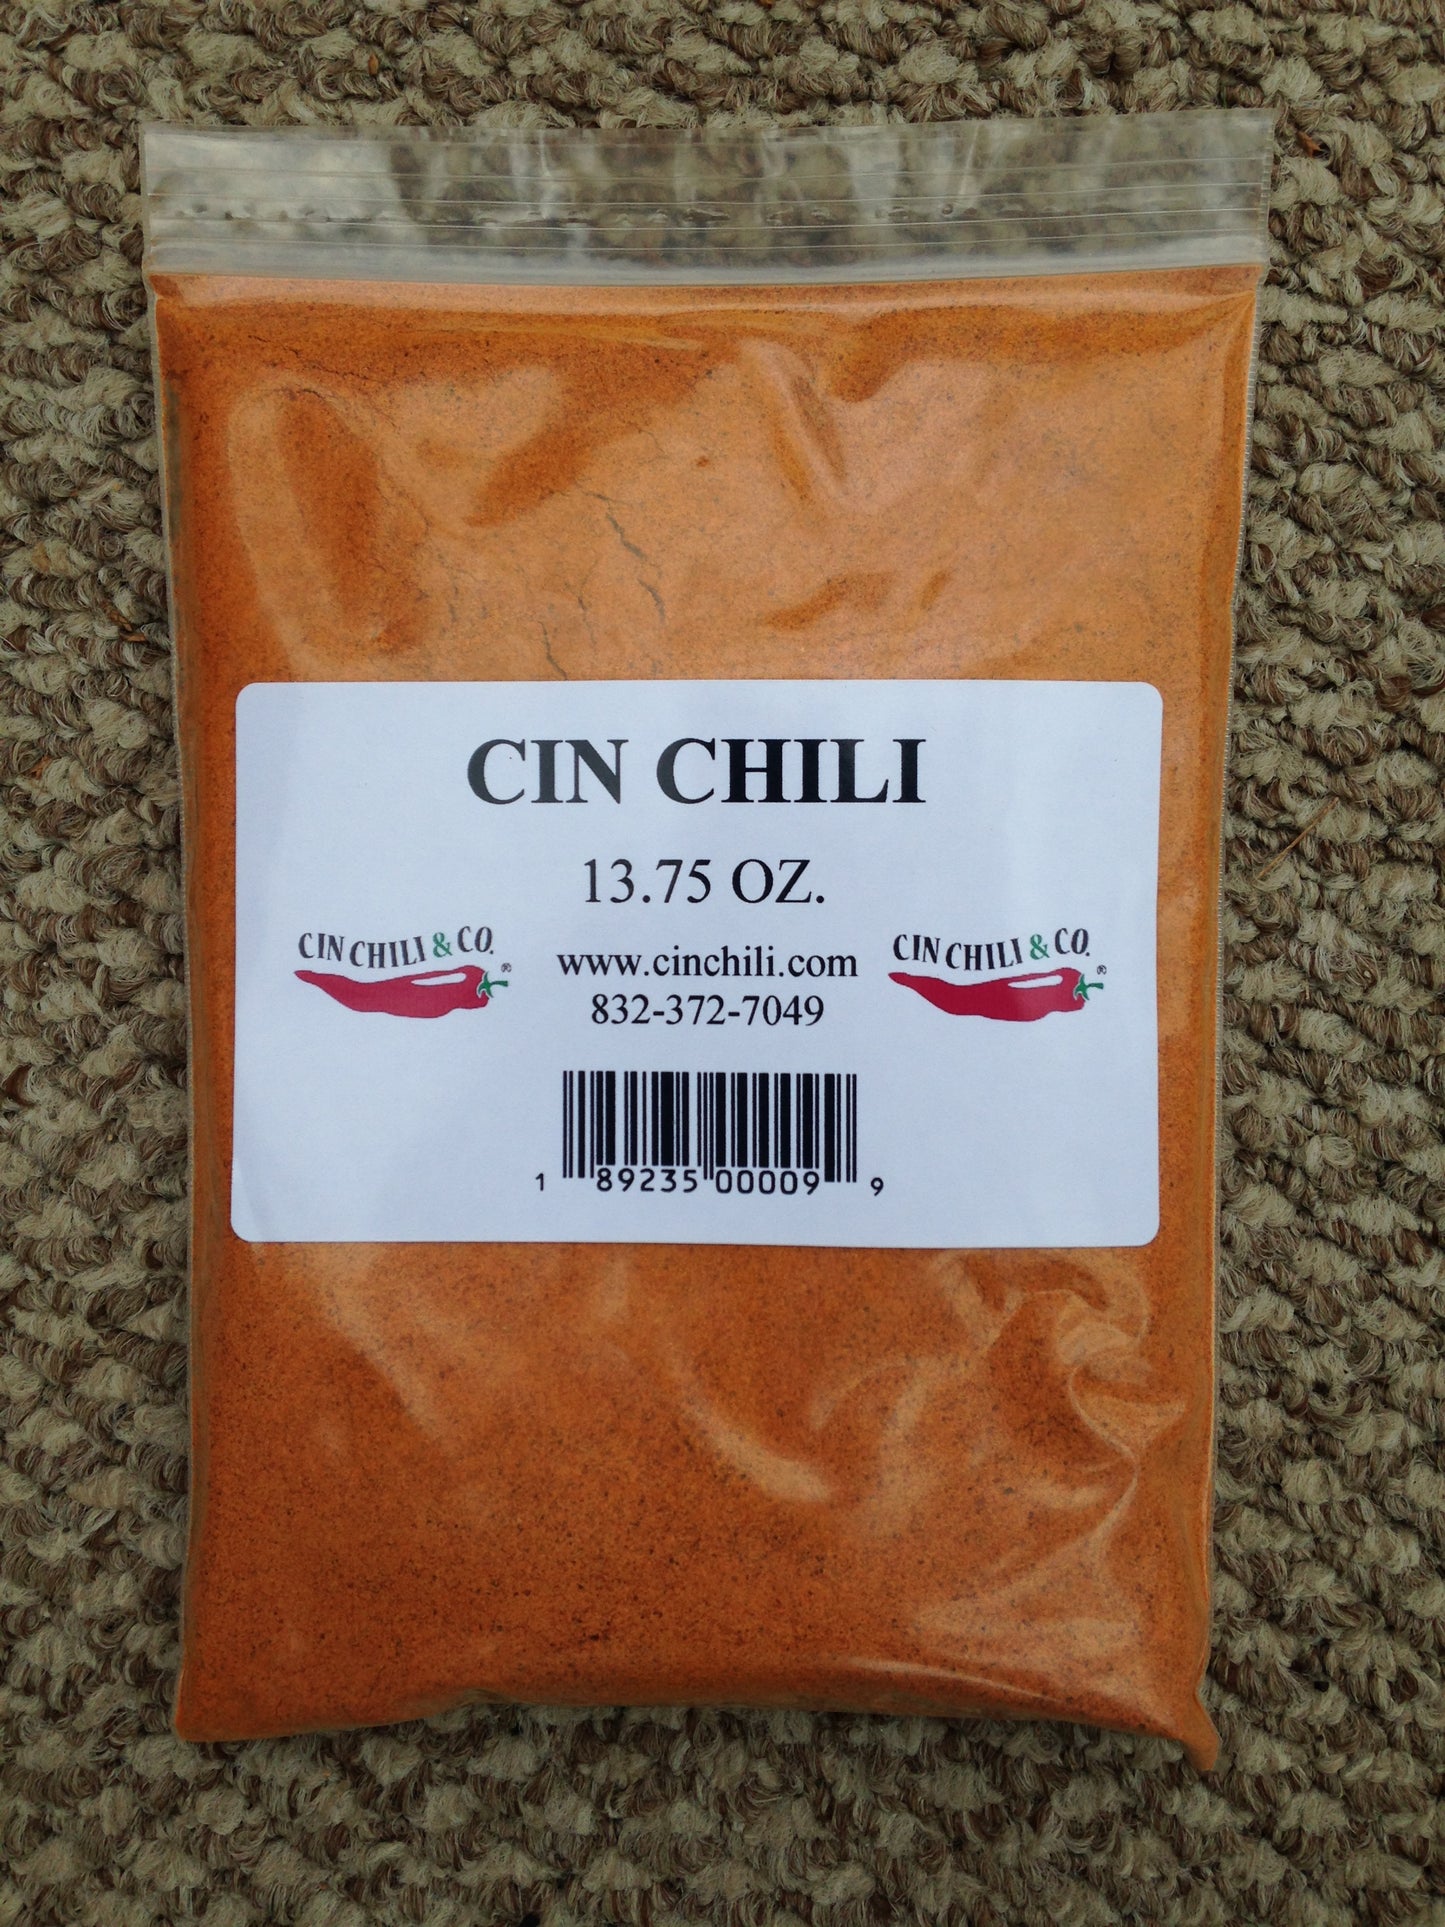 CIN CHILI
13.75 OZ.
CIN CHILI & CO. ®
www.cinchili.com
832-372-7049
CIN CHILI & CO. ®
1 89235 00009 9